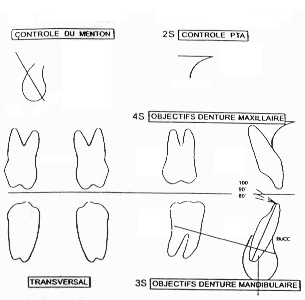 CONTROLE DU MENTON
2S CONTROLE PTA
4S OBJECTIFS DENTURE MAXILLAIRE
100
90
80
BUCC
TRANSVERSAL
3S OBJECTIFS DENTURE MANDIBULAIRE